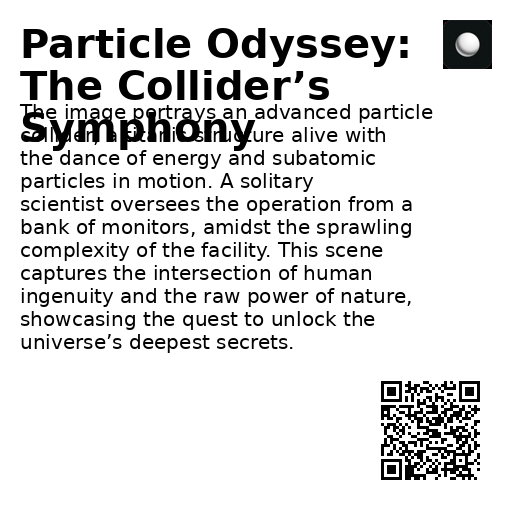 Particle Odyssey:
The Collider’s
Symphony
The image portrays an advanced particle
collider, a titanic structure alive with
the dance of energy and subatomic
particles in motion. A solitary
scientist oversees the operation from a
bank of monitors, amidst the sprawling
complexity of the facility. This scene
captures the intersection of human
ingenuity and the raw power of nature,
showcasing the quest to unlock the
universe’s deepest secrets.